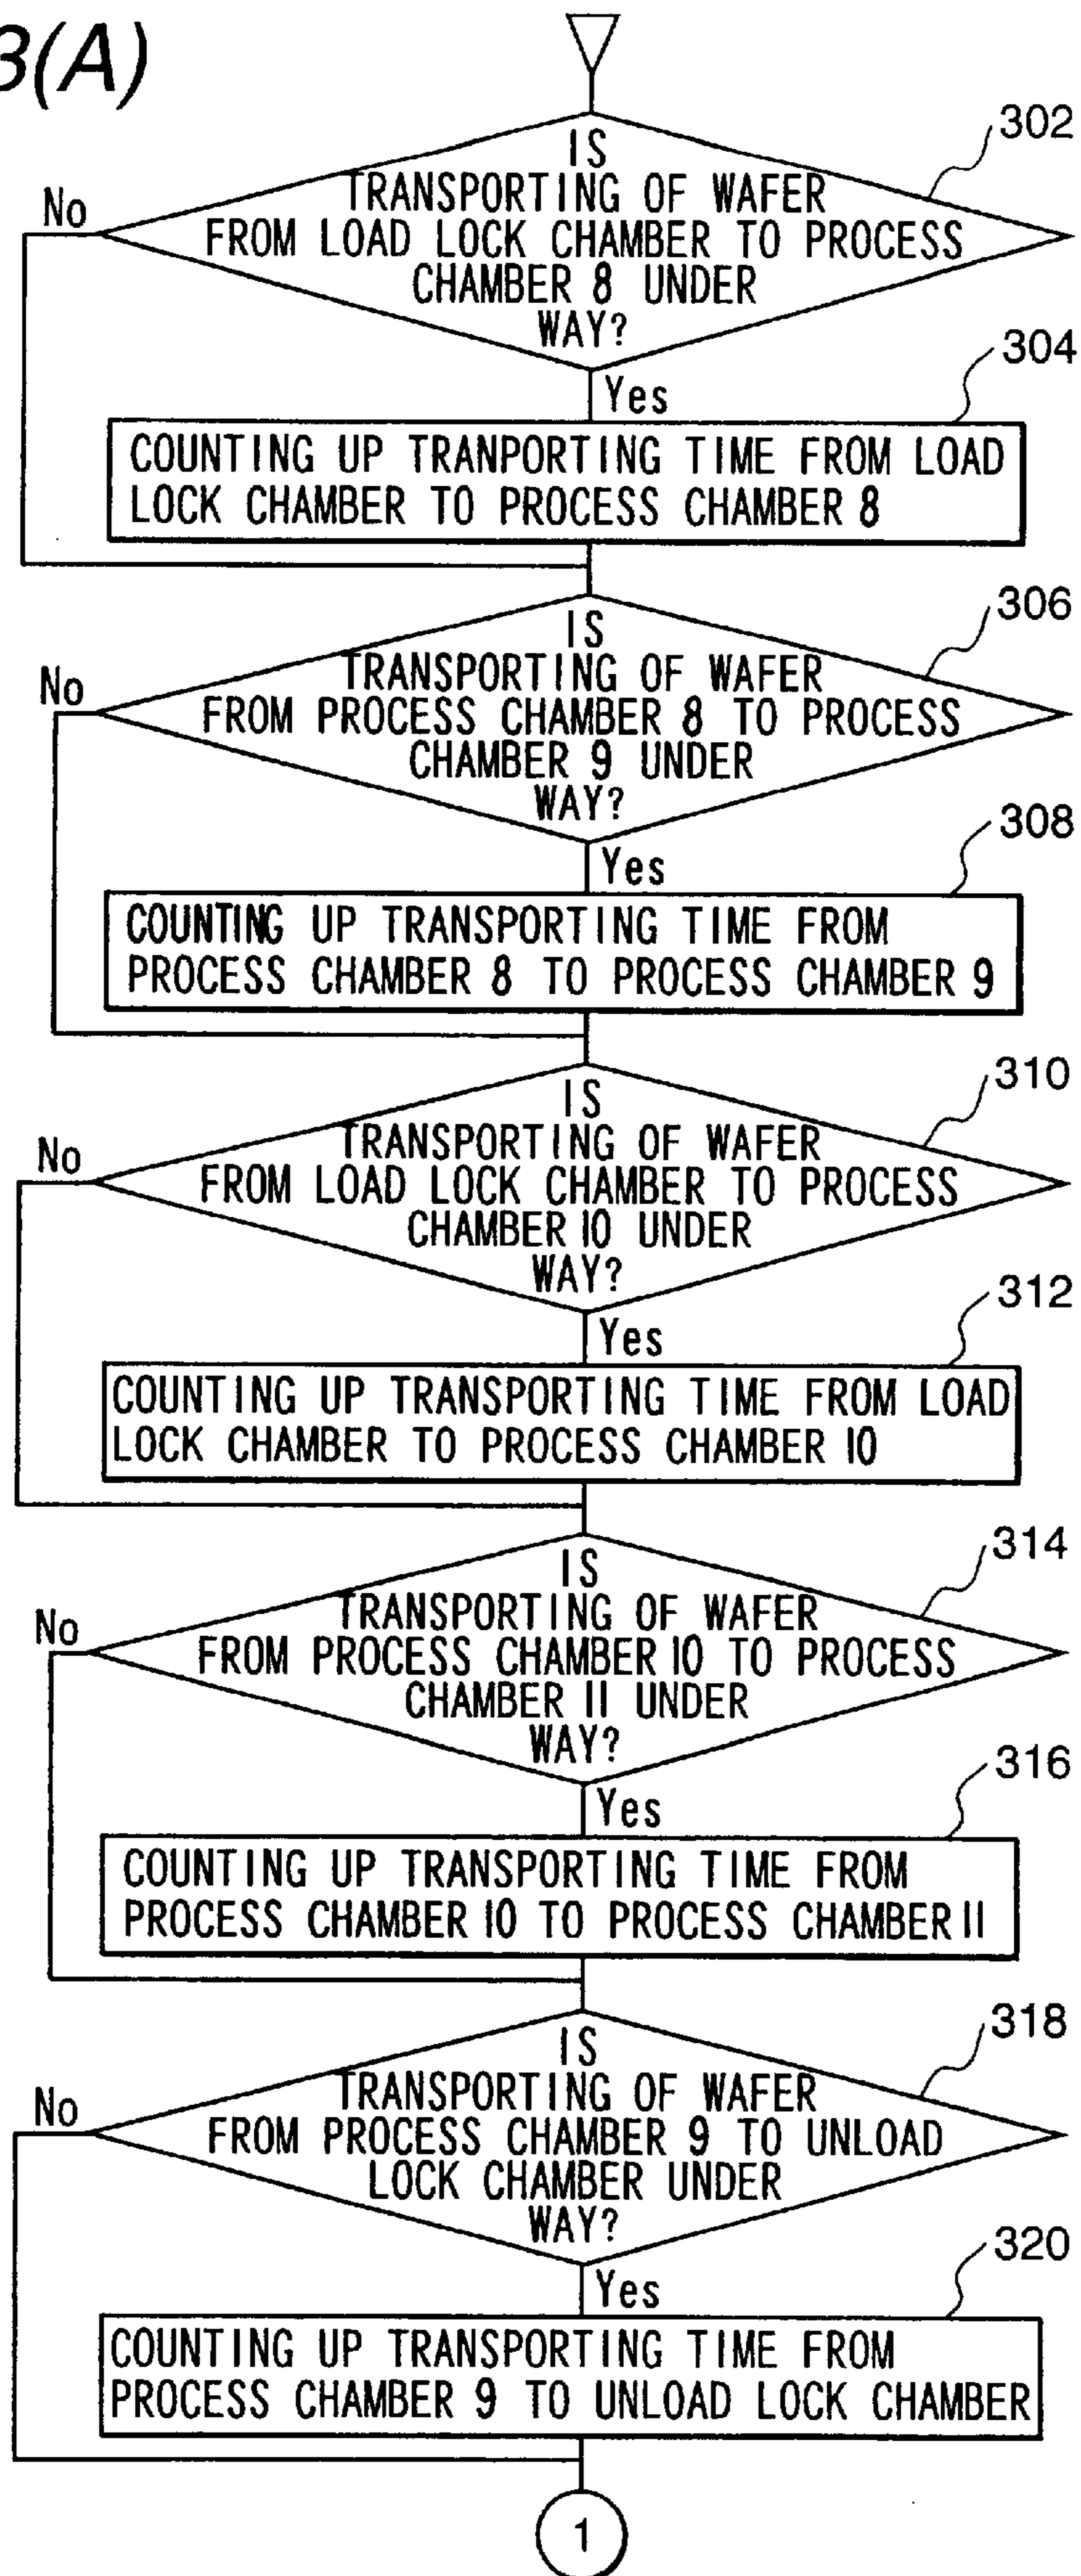 3(A)
302
IS
TRANSPORTING OF WAFER
FROM LOAD LOCK CHAMBER TO PROCESS
CHAMBER 8 UNDER
WAY?
No
Yes
304
COUNTING UP TRANPORTING TIME FROM LOAD
LOCK CHAMBER TO PROCESS CHAMBER 8
306
IS
TRANSPORTING OF WAFER
FROM PROCESS CHAMBER 8 TO PROCESS
CHAMBER 9 UNDER
WAY?
No
Yes
308
COUNTING UP TRANSPORTING TIME FROM
PROCESS CHAMBER 8 TO PROCESS CHAMBER 9
310
IS
TRANSPORTING OF WAFER
FROM LOAD LOCK CHAMBER TO PROCESS
CHAMBER 10 UNDER
WAY?
No
Yes
312
COUNTING UP TRANSPORTING TIME FROM LOAD
LOCK CHAMBER TO PROCESS CHAMBER 10
314
IS
TRANSPORTING OF WAFER
FROM PROCESS CHAMBER 10 TO PROCESS
CHAMBER 11 UNDER
WAY?
No
Yes
316
COUNTING UP TRANSPORTING TIME FROM
PROCESS CHAMBER 10 TO PROCESS CHAMBER 11
318
IS
TRANSPORTING OF WAFER
FROM PROCESS CHAMBER 9 TO UNLOAD
LOCK CHAMBER UNDER
WAY?
No
Yes
320
COUNTING UP TRANSPORTING TIME FROM
PROCESS CHAMBER 9 TO UNLOAD LOCK CHAMBER
1